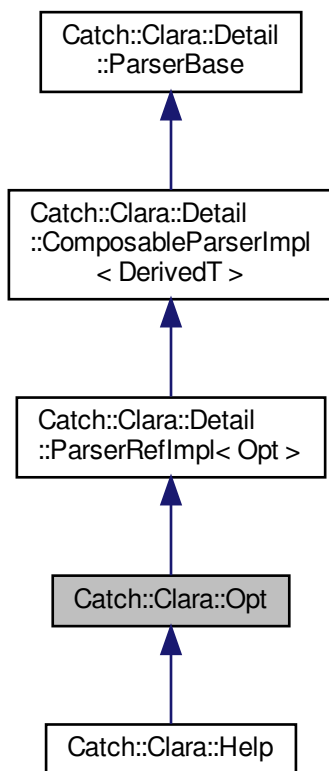 Catch::Clara::Detail
::ParserBase
Catch::Clara::Detail
::ComposableParserImpl
< DerivedT >
Catch::Clara::Detail
::ParserRefImpl< Opt >
Catch::Clara::Opt
Catch::Clara::Help